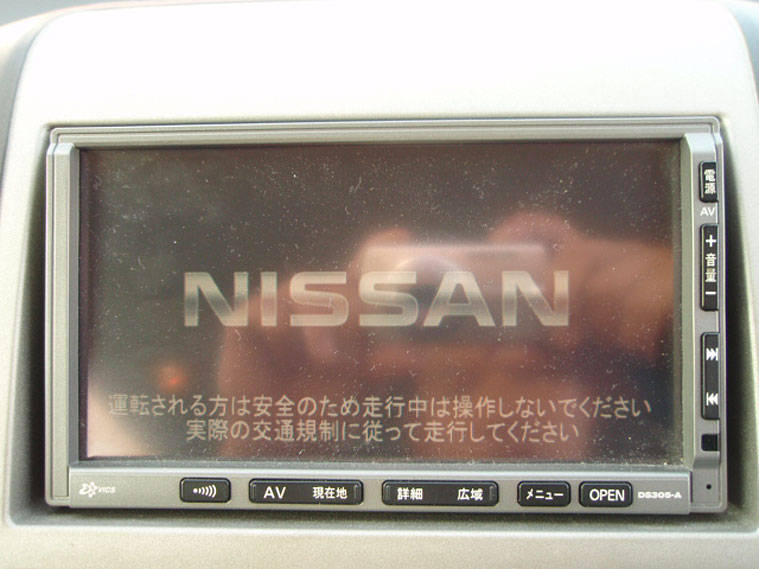 NISSAN
運転される方は安全のため走行中は操作しないでください
実際の交通規制に従って走行してください
電源
AV
+
音量
-
VICS
AV 現在地
詳細 広域
メニュー
OPEN
DS305-A